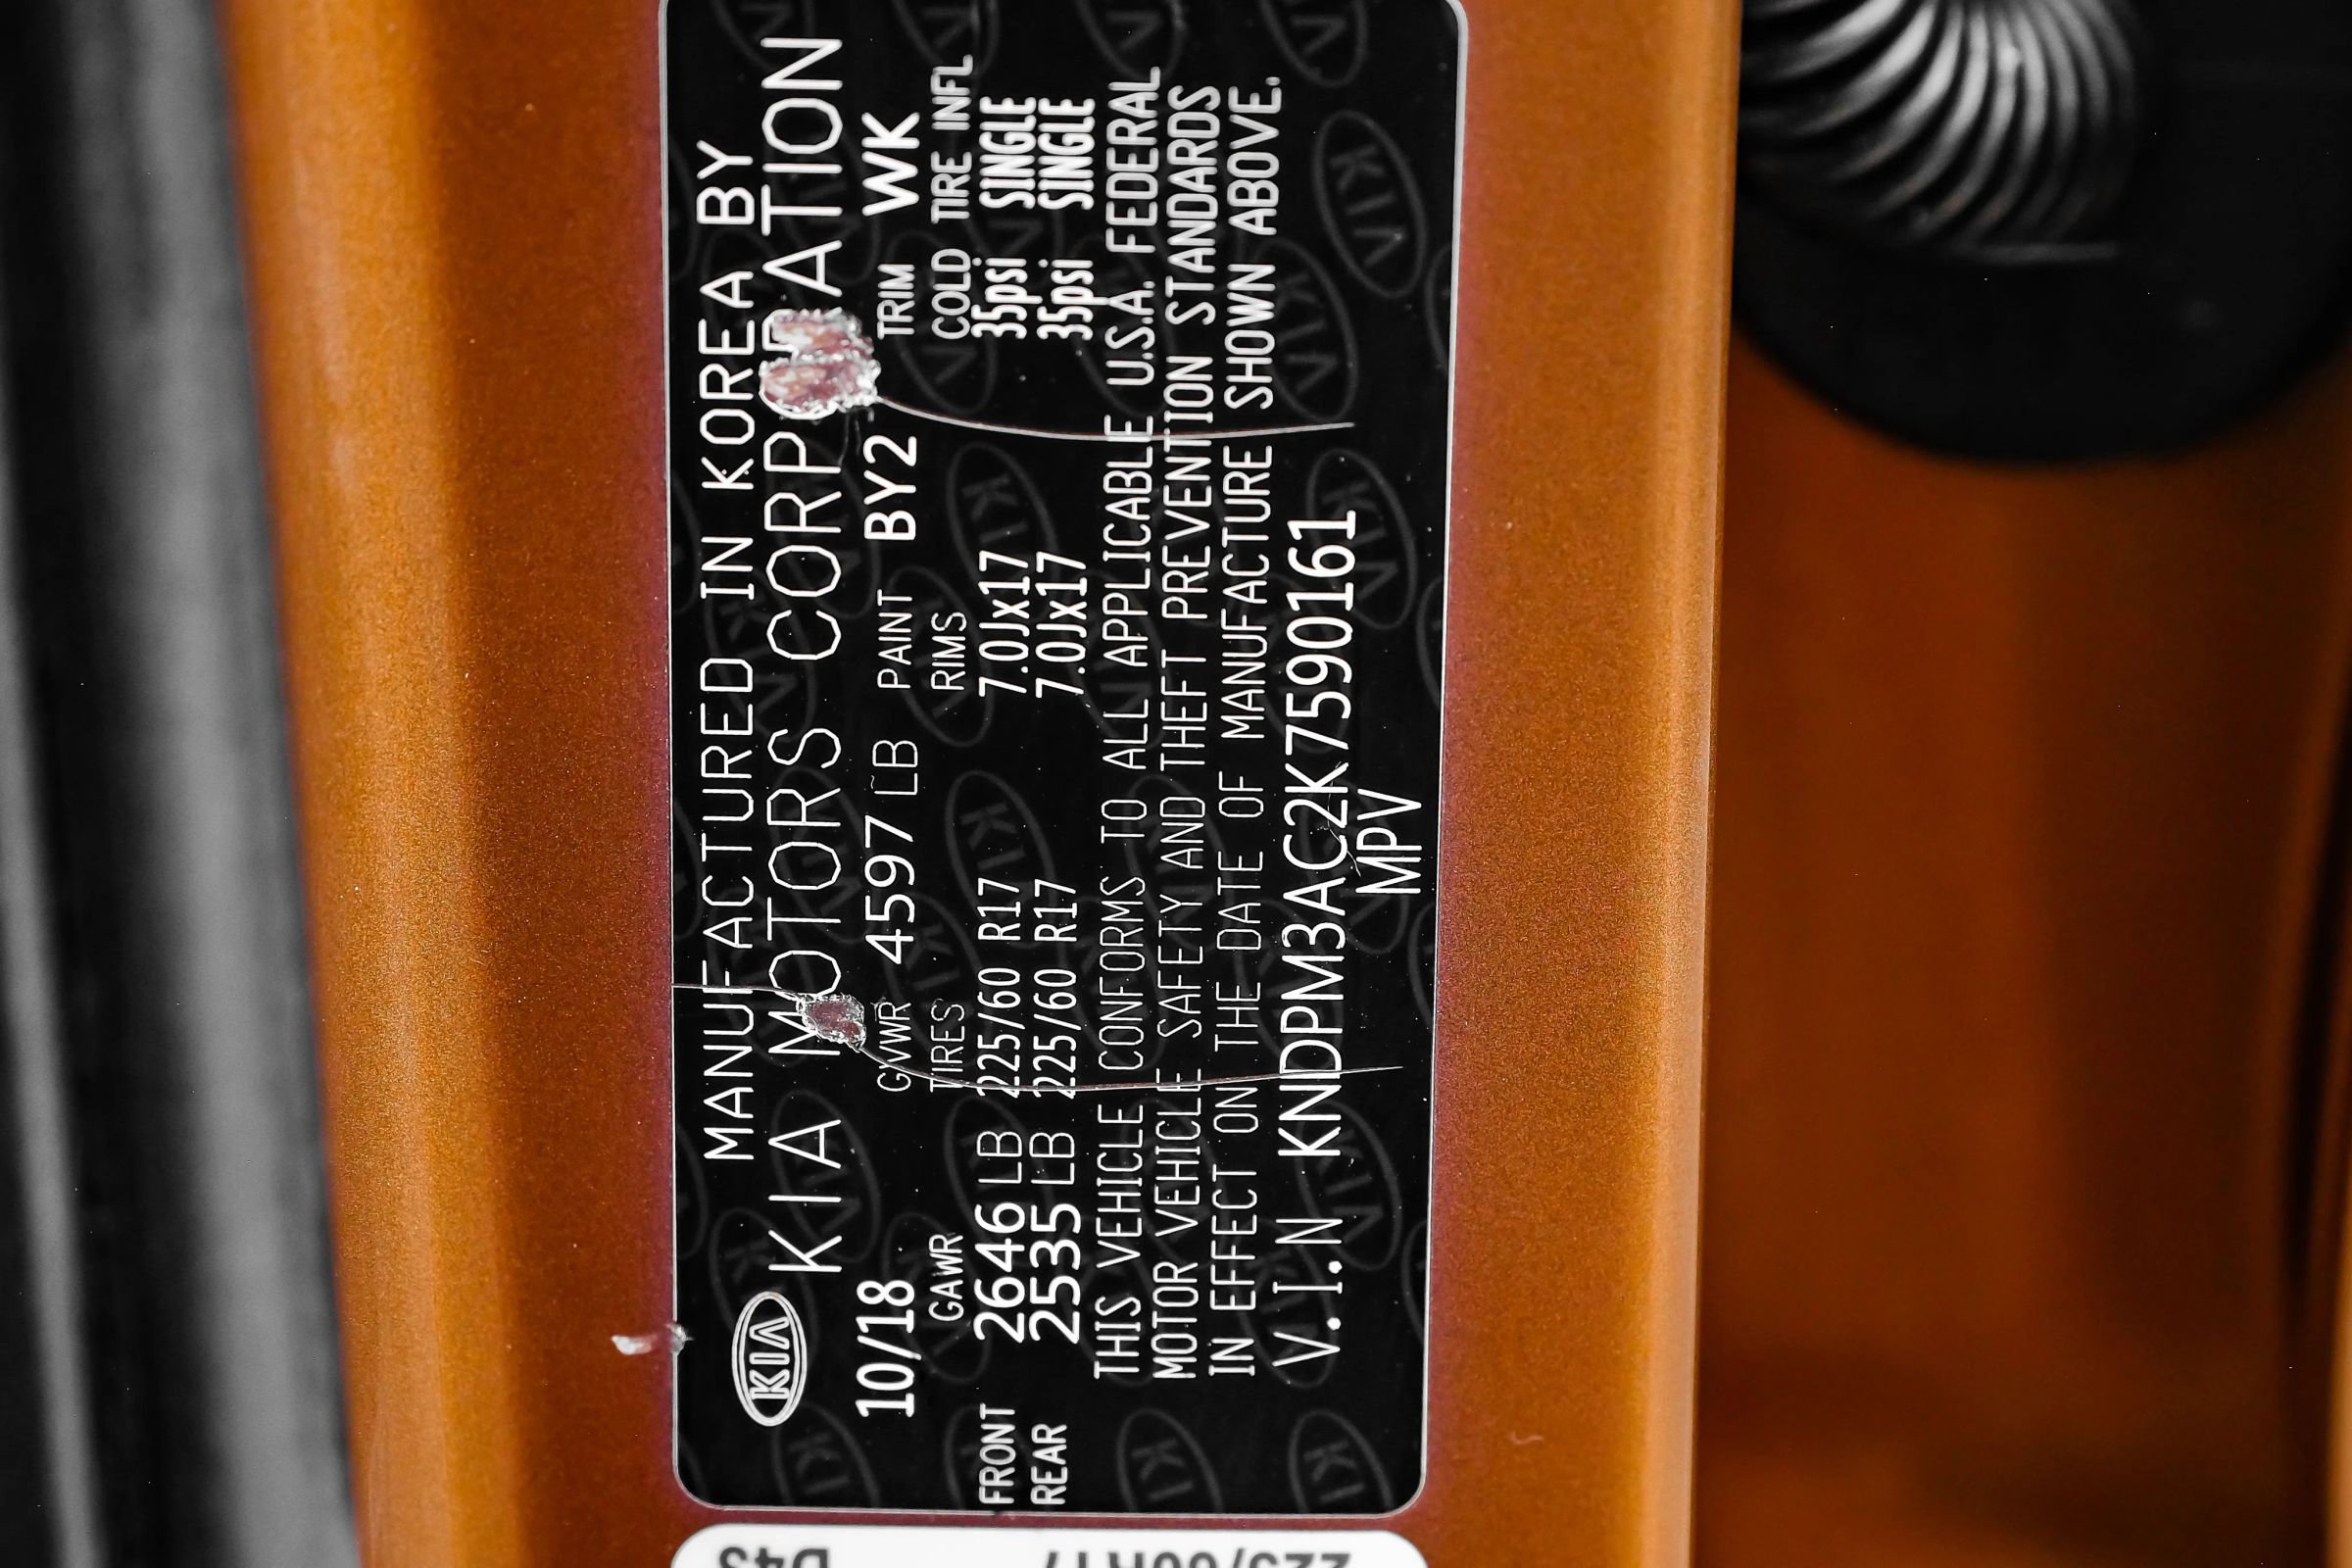 KIA
MANUFACTURED IN KOREA BY
KIA MOTORS CORPORATION
10/18 GVWR 4597 LB PAINT BY2 TRIM WK
GAWR TIRES RIMS COLD TIRE INFL
FRONT 2646 LB 225/60 R17 7.0Jx17 35psi SINGLE
REAR 2535 LB 225/60 R17 7.0Jx17 35psi SINGLE
THIS VEHICLE CONFORMS TO ALL APPLICABLE U.S.A. FEDERAL
MOTOR VEHICLE SAFETY AND THEFT PREVENTION STANDARDS
IN EFFECT ON THE DATE OF MANUFACTURE SHOWN ABOVE.
V.I.N KNDPM3AC2K7590161
MPV